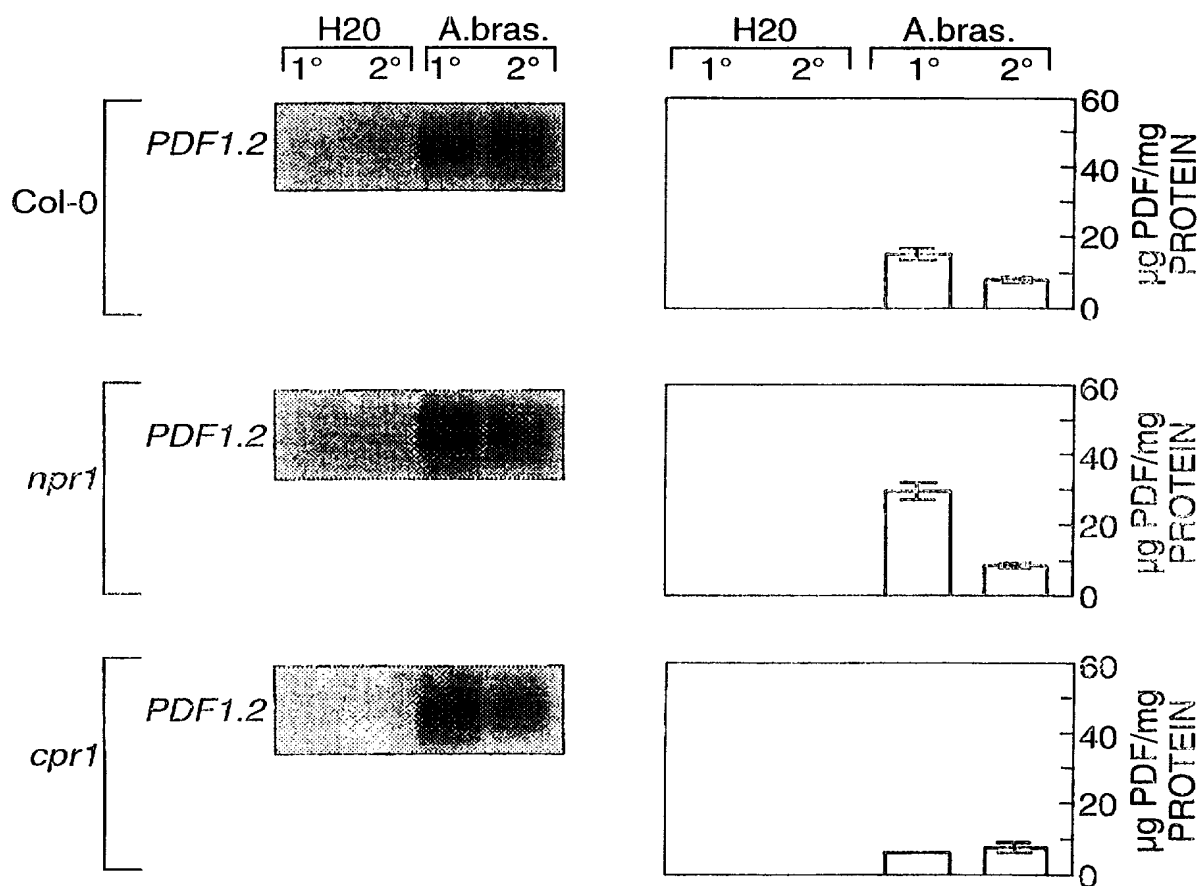 H20 A.bras. H20 A.bras.
1° 2° 1° 2° 1° 2° 1° 2°
Col-0
PDF1.2
60
40
20
0
µg PDF/mg
PROTEIN
npr1
PDF1.2
60
40
20
0
µg PDF/mg
PROTEIN
cpr1
PDF1.2
60
40
20
0
µg PDF/mg
PROTEIN